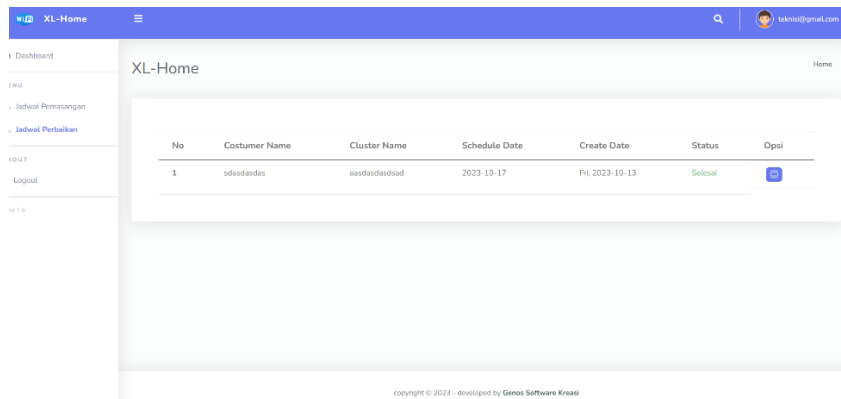 WiFi XL-Home
teknisi@gmail.com
Dashboard
XL-Home
Home
Jadwal Pemasangan
Jadwal Perbaikan
Logout
No Costumer Name Cluster Name Schedule Date Create Date Status Opsi
1 sdasdasdas aasdasdasdsad 2023-10-17 Fri, 2023-10-13 Selesai
copyright © 2023 - developed by Genos Software Kreasi